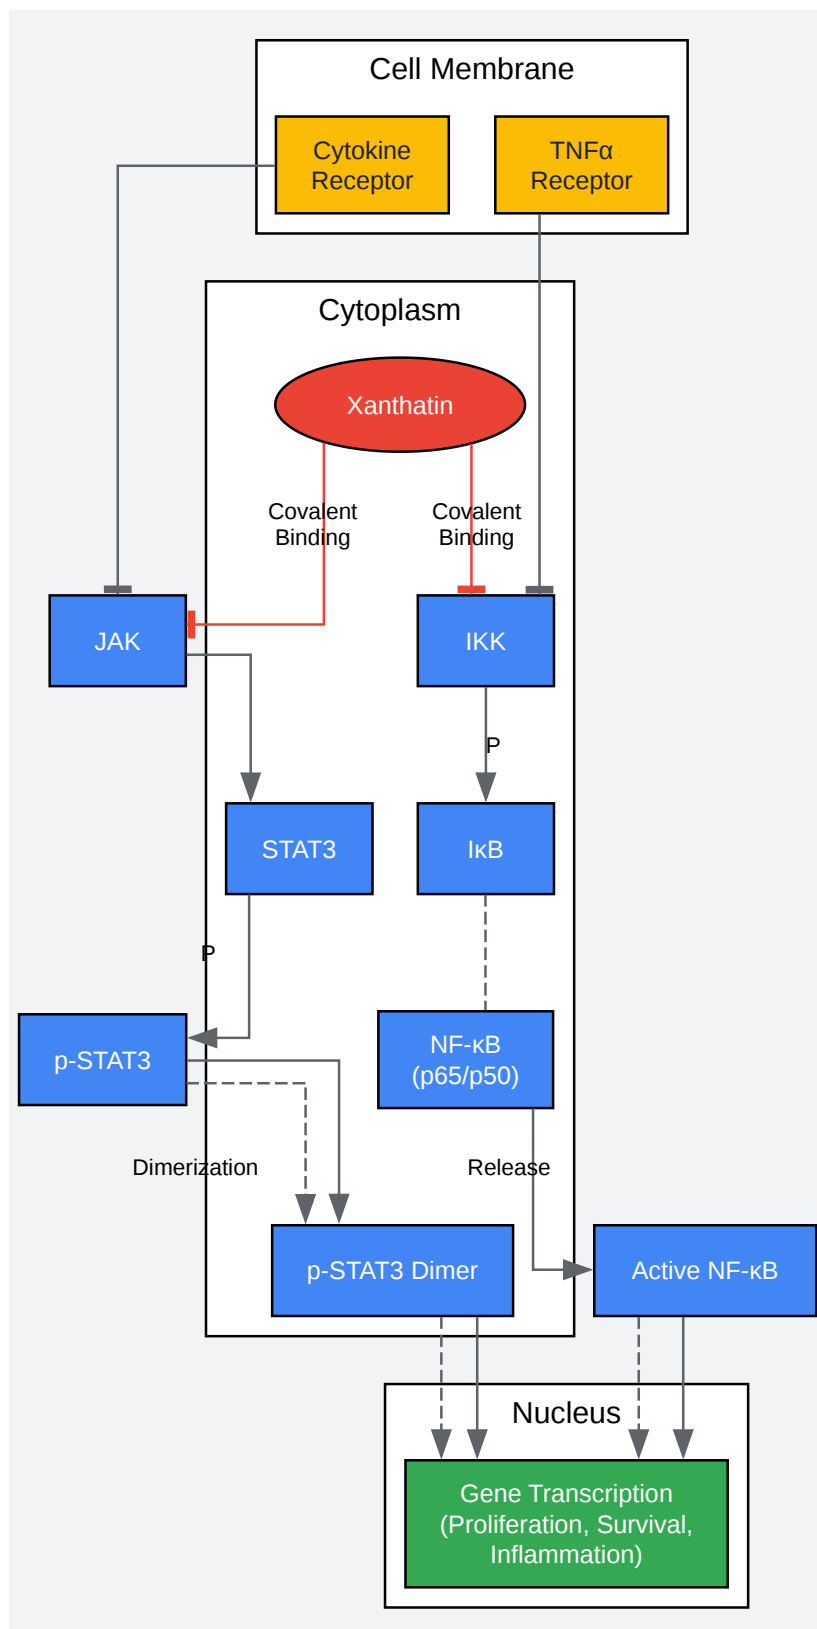 Cell Membrane
Cytokine
Receptor
TNFα
Receptor
Cytoplasm
Xanthatin
Covalent
Binding
Covalent
Binding
JAK
IKK
P
STAT3
IκB
P
p-STAT3
NF-κB
(p65/p50)
Dimerization
Release
p-STAT3 Dimer
Active NF-κB
Nucleus
Gene Transcription
(Proliferation, Survival,
Inflammation)